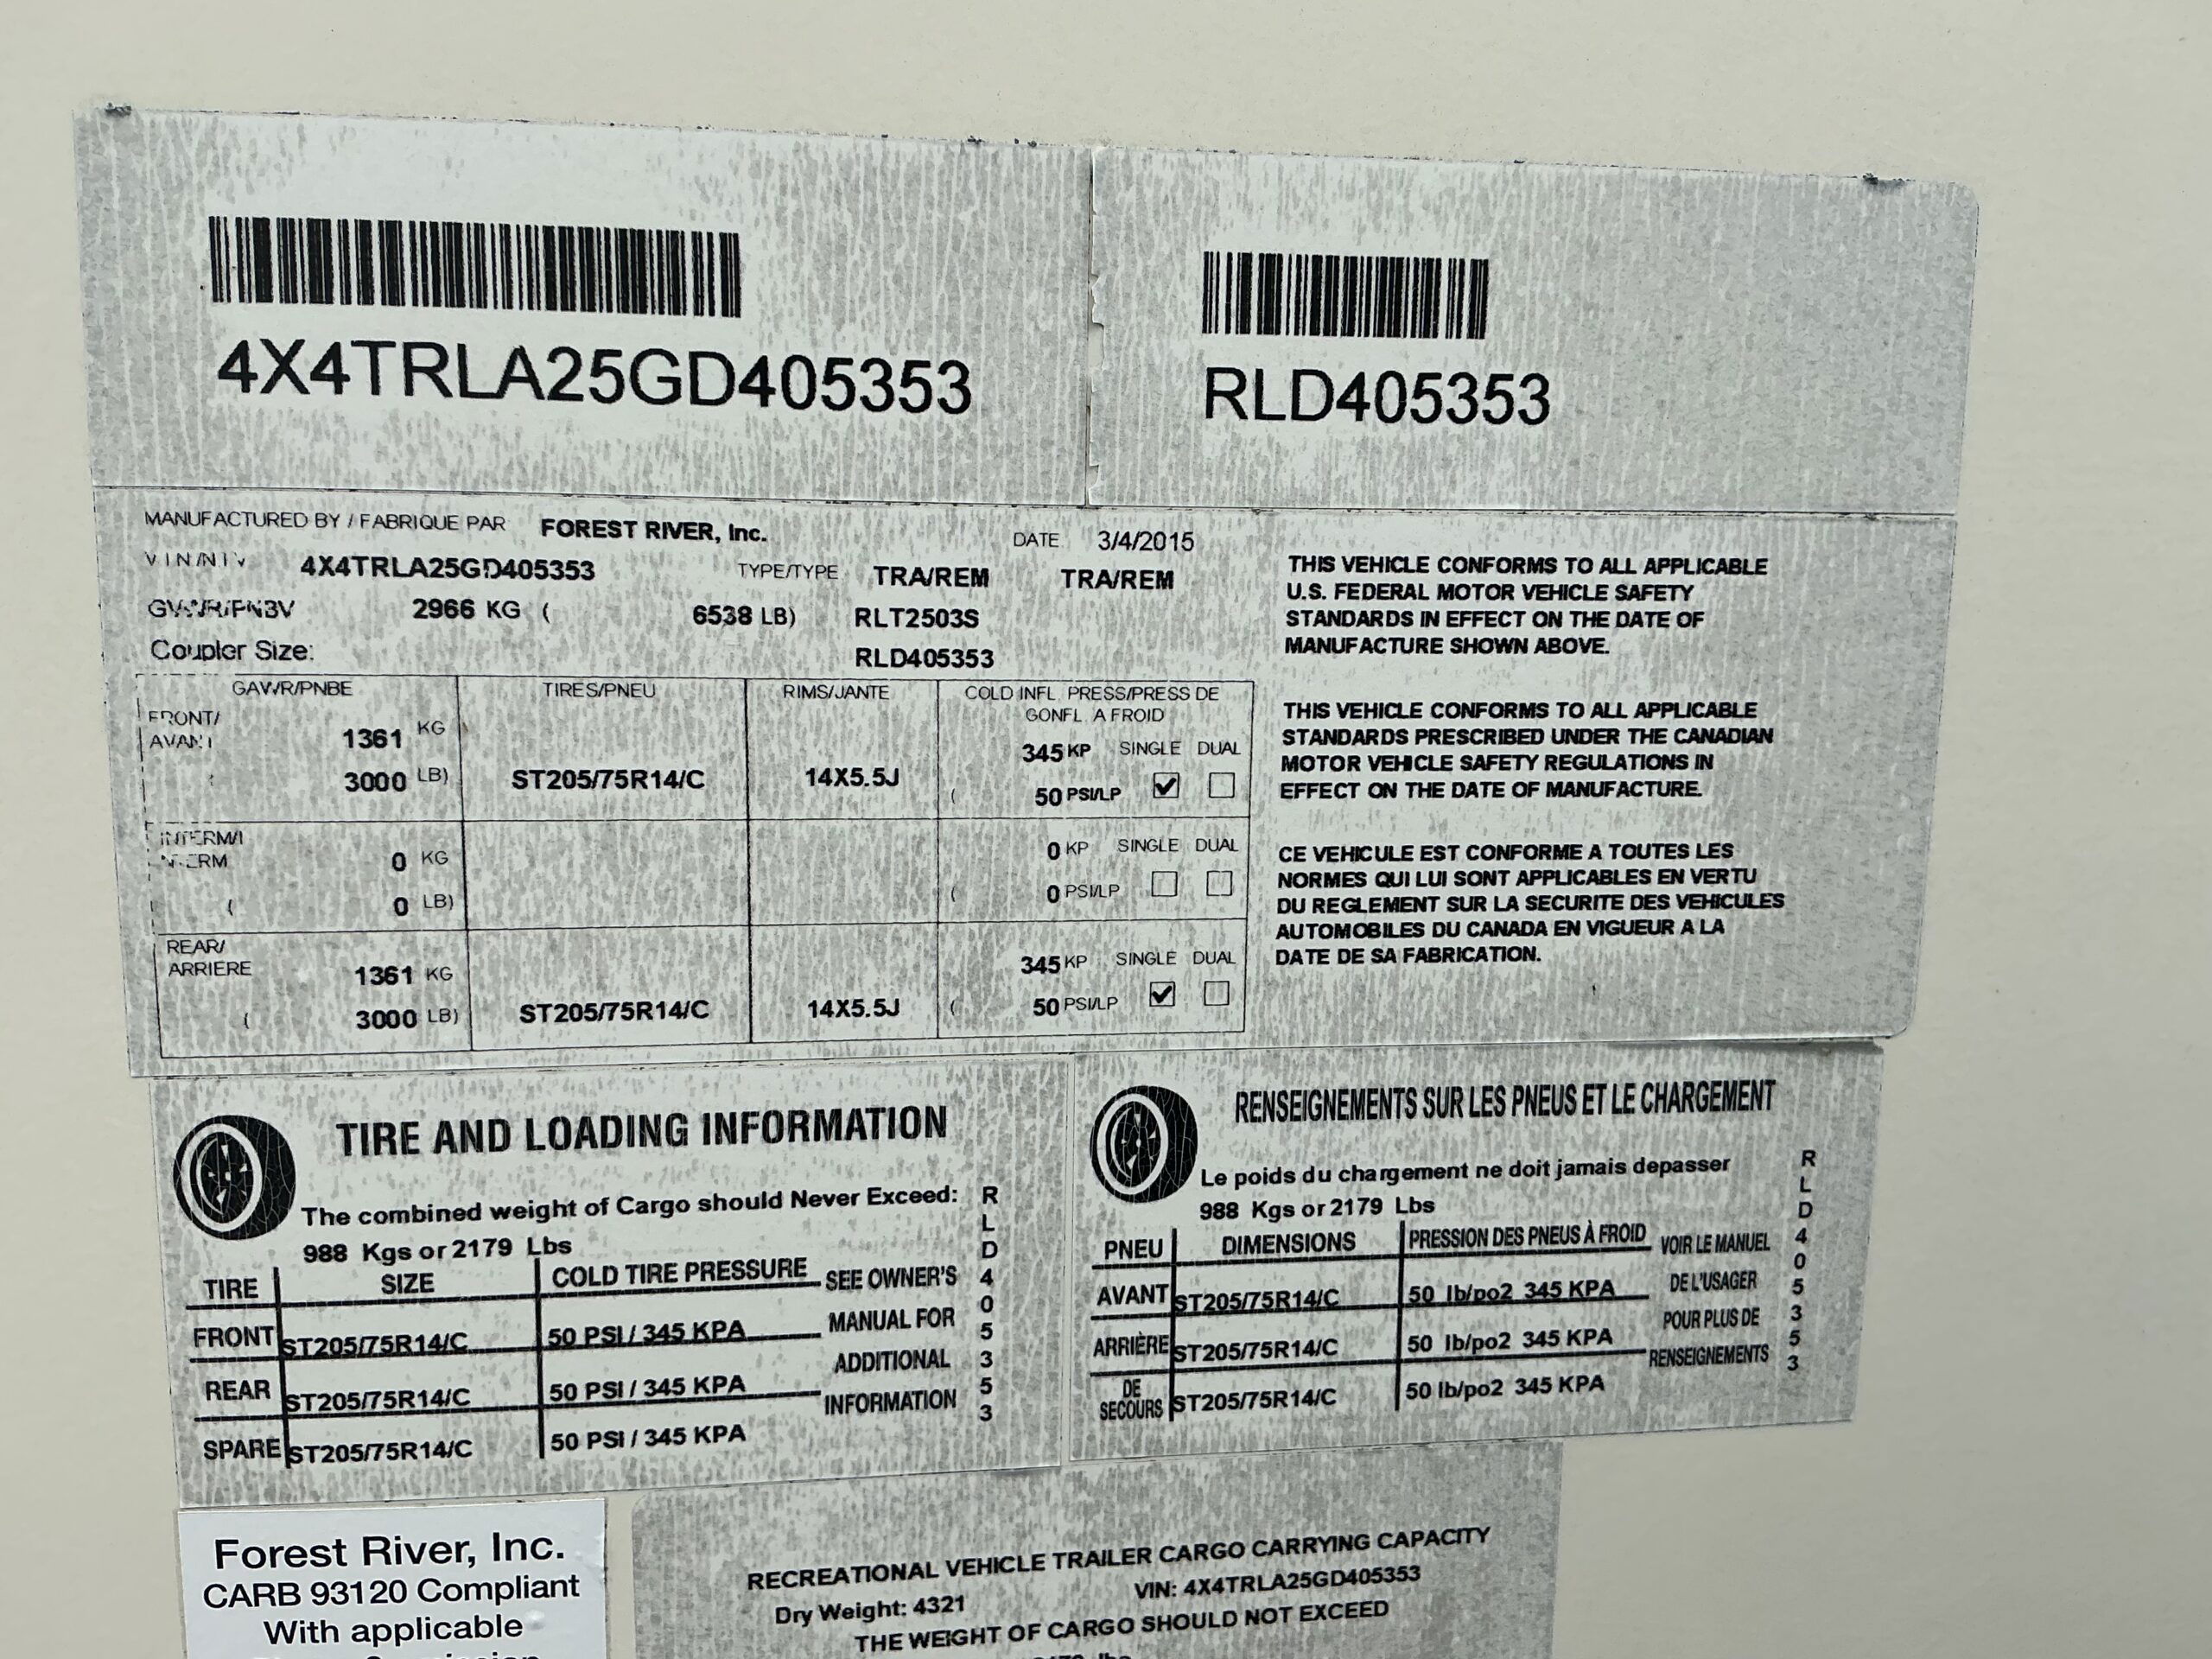 4X4TRLA25GD405353
RLD405353
MANUFACTURED BY / FABRIQUE PAR FOREST RIVER, Inc. DATE 3/4/2015
V I N /N I V 4X4TRLA25GD405353 TYPE/TYPE TRA/REM TRA/REM
GVWR/PNBV 2966 KG ( 6538 LB) RLT2503S
Coupler Size: RLD405353
GAWR/PNBE TIRES/PNEU RIMS/JANTE COLD INFL. PRESS/PRESS DE
GONFL. A FROID
FRONT/
AVANT 1361 KG 345 KP SINGLE DUAL
( 3000 LB) ST205/75R14/C 14X5.5J ( 50 PSI/LP ☑ ☐
INTERM/I
NTERM 0 KG 0 KP SINGLE DUAL
( 0 LB) ( 0 PSI/LP ☐ ☐
REAR/
ARRIERE 1361 KG 345 KP SINGLE DUAL
( 3000 LB) ST205/75R14/C 14X5.5J ( 50 PSI/LP ☑ ☐
THIS VEHICLE CONFORMS TO ALL APPLICABLE
U.S. FEDERAL MOTOR VEHICLE SAFETY
STANDARDS IN EFFECT ON THE DATE OF
MANUFACTURE SHOWN ABOVE.
THIS VEHICLE CONFORMS TO ALL APPLICABLE
STANDARDS PRESCRIBED UNDER THE CANADIAN
MOTOR VEHICLE SAFETY REGULATIONS IN
EFFECT ON THE DATE OF MANUFACTURE.
CE VEHICULE EST CONFORME A TOUTES LES
NORMES QUI LUI SONT APPLICABLES EN VERTU
DU REGLEMENT SUR LA SECURITE DES VEHICULES
AUTOMOBILES DU CANADA EN VIGUEUR A LA
DATE DE SA FABRICATION.
TIRE AND LOADING INFORMATION
The combined weight of Cargo should Never Exceed:
988 Kgs or 2179 Lbs
TIRE SIZE COLD TIRE PRESSURE
FRONT ST205/75R14/C 50 PSI / 345 KPA
REAR ST205/75R14/C 50 PSI / 345 KPA
SPARE ST205/75R14/C 50 PSI / 345 KPA
SEE OWNER'S
MANUAL FOR
ADDITIONAL
INFORMATION
RLD405353
RENSEIGNEMENTS SUR LES PNEUS ET LE CHARGEMENT
Le poids du chargement ne doit jamais depasser
988 Kgs or 2179 Lbs
PNEU DIMENSIONS PRESSION DES PNEUS À FROID
AVANT ST205/75R14/C 50 lb/po2 345 KPA
ARRIÈRE ST205/75R14/C 50 lb/po2 345 KPA
DE
SECOURS ST205/75R14/C 50 lb/po2 345 KPA
VOIR LE MANUEL
DE L'USAGER
POUR PLUS DE
RENSEIGNEMENTS
RLD405353
Forest River, Inc.
CARB 93120 Compliant
With applicable
RECREATIONAL VEHICLE TRAILER CARGO CARRYING CAPACITY
Dry Weight: 4321 VIN: 4X4TRLA25GD405353
THE WEIGHT OF CARGO SHOULD NOT EXCEED